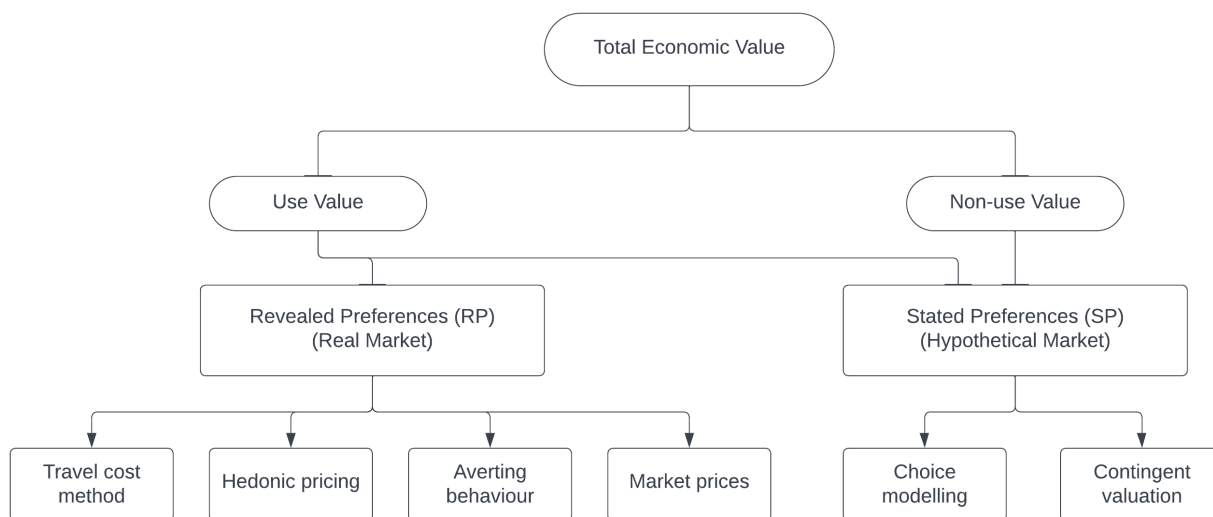 Total Economic Value
Use Value
Non-use Value
Revealed Preferences (RP)
(Real Market)
Stated Preferences (SP)
(Hypothetical Market)
Travel cost
method
Hedonic pricing
Averting
behaviour
Market prices
Choice
modelling
Contingent
valuation